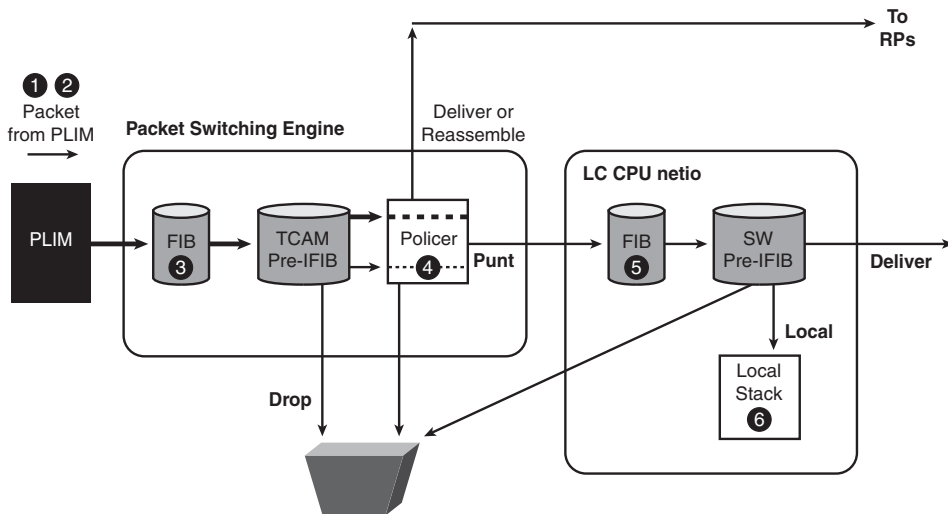 To
RPs
1 2
Packet
from PLIM
Deliver or
Reassemble
Packet Switching Engine
LC CPU netio
PLIM
FIB
3
TCAM
Pre-IFIB
Policer
4
Punt
FIB
5
SW
Pre-IFIB
Deliver
Local
Local
Stack
6
Drop